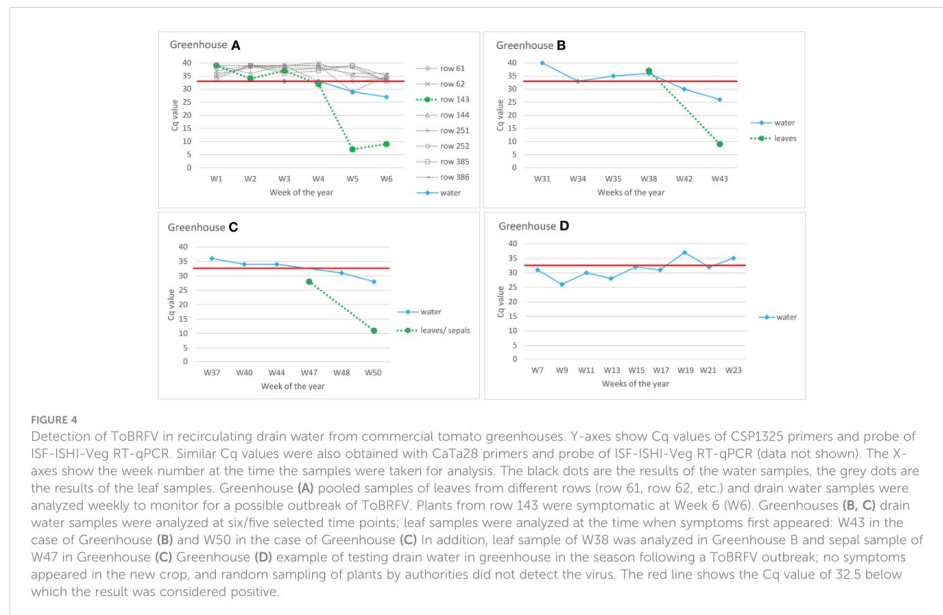 Greenhouse A
Cq value
40
35
30
25
20
15
10
5
0
W1 W2 W3 W4 W5 W6
Week of the year
row 61
row 62
row 143
row 144
row 251
row 252
row 385
row 386
water
Greenhouse B
Cq value
40
35
30
25
20
15
10
5
0
W31 W34 W35 W38 W42 W43
Week of the year
water
leaves
Greenhouse C
Cq value
40
35
30
25
20
15
10
5
0
W37 W40 W44 W47 W48 W50
Week of the year
water
leaves/ sepals
Greenhouse D
Cq value
40
35
30
25
20
15
10
5
0
W7 W9 W11 W13 W15 W17 W19 W21 W23
Weeks of the year
water
FIGURE 4
Detection of ToBRFV in recirculating drain water from commercial tomato greenhouses. Y-axes show Cq values of CSP1325 primers and probe of
ISF-ISHI-Veg RT-qPCR. Similar Cq values were also obtained with CaTa28 primers and probe of ISF-ISHI-Veg RT-qPCR (data not shown). The X-
axes show the week number at the time the samples were taken for analysis. The black dots are the results of the water samples, the grey dots are
the results of the leaf samples. Greenhouse (A) pooled samples of leaves from different rows (row 61, row 62, etc.) and drain water samples were
analyzed weekly to monitor for a possible outbreak of ToBRFV. Plants from row 143 were symptomatic at Week 6 (W6). Greenhouses (B, C) drain
water samples were analyzed at six/five selected time points; leaf samples were analyzed at the time when symptoms first appeared: W43 in the
case of Greenhouse (B) and W50 in the case of Greenhouse (C) In addition, leaf sample of W38 was analyzed in Greenhouse B and sepal sample of
W47 in Greenhouse (C) Greenhouse (D) example of testing drain water in greenhouse in the season following a ToBRFV outbreak; no symptoms
appeared in the new crop, and random sampling of plants by authorities did not detect the virus. The red line shows the Cq value of 32.5 below
which the result was considered positive.